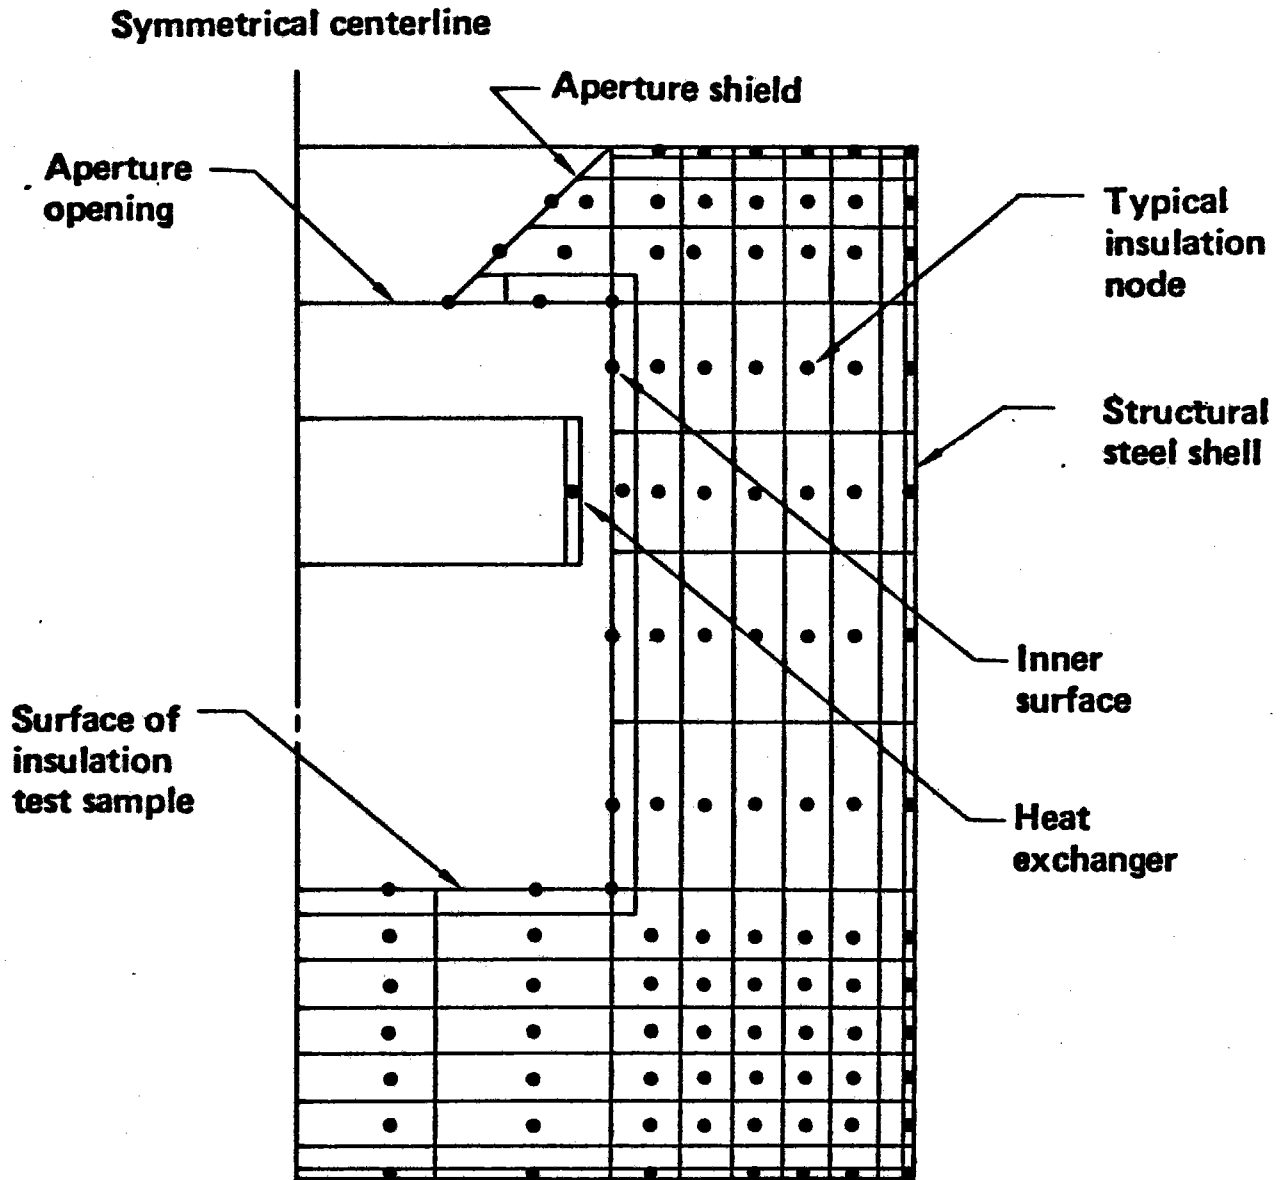 Symmetrical centerline
Aperture shield
Aperture
opening
Typical
insulation
node
Structural
steel shell
Inner
surface
Surface of
insulation
test sample
Heat
exchanger